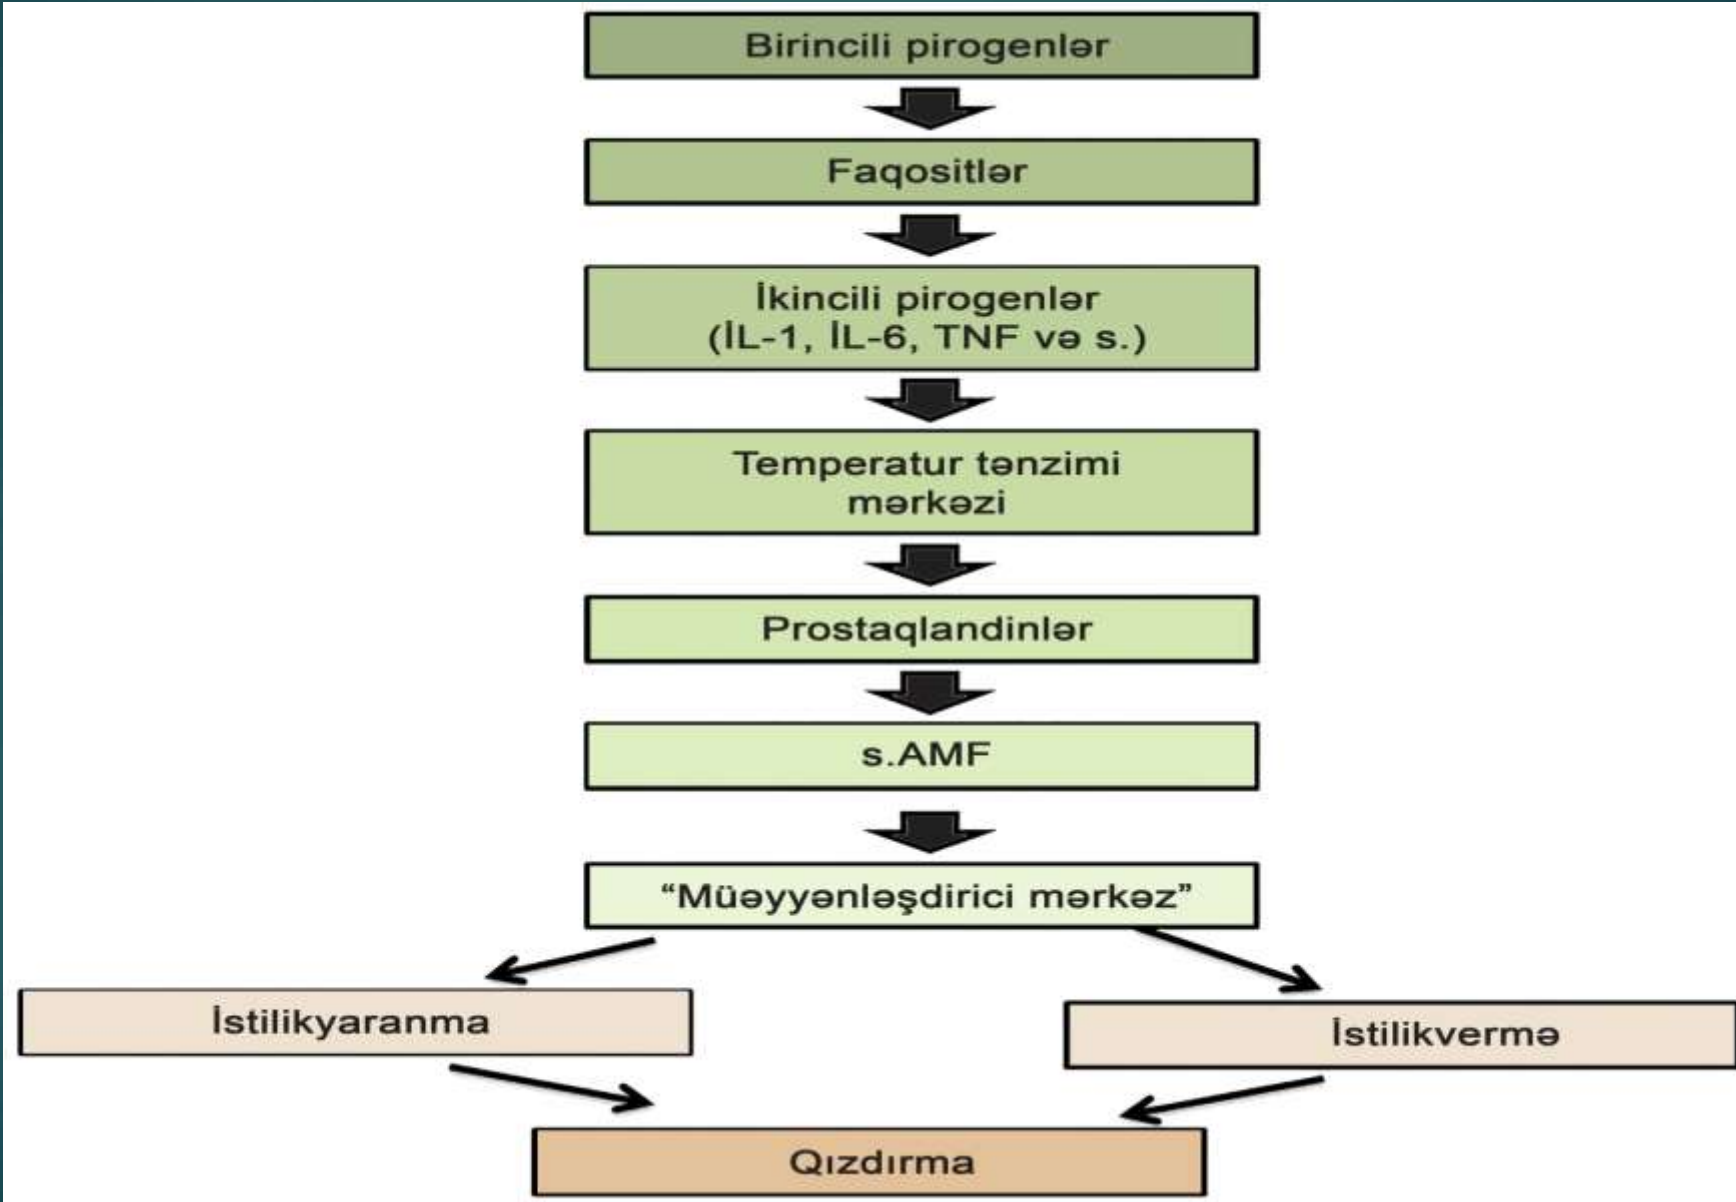 Birincili pirogenlər
Faqositlər
İkincili pirogenlər
(İL-1, İL-6, TNF və s.)
Temperatur tənzimi
mərkəzi
Prostaqlandinlər
s.AMF
“Müəyyənləşdirici mərkəz”
İstilikyaranma
İstilikvermə
Qızdırma